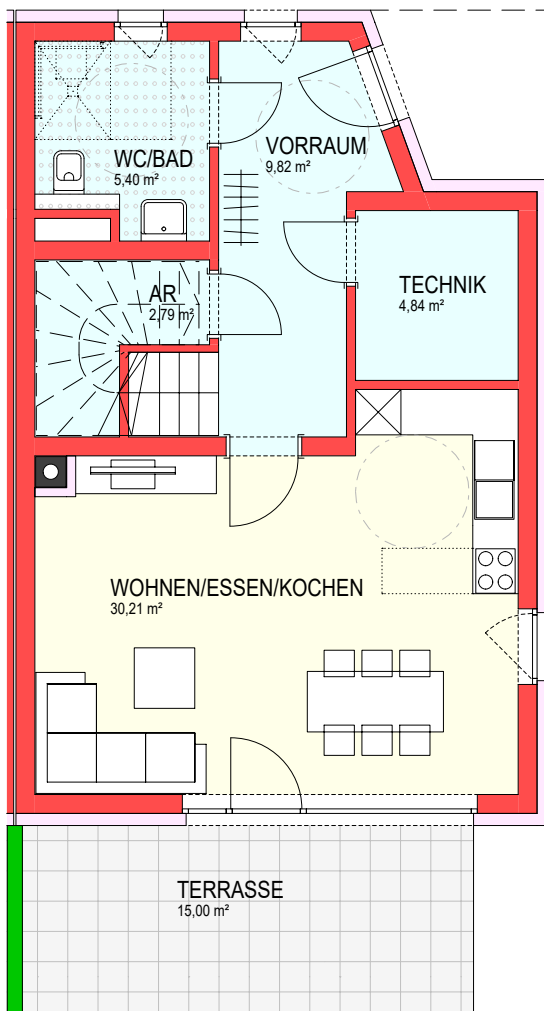 WC/BAD
5,40 m²
VORRAUM
9,82 m²
AR
2,79 m²
TECHNIK
4,84 m²
WOHNEN/ESSEN/KOCHEN
30,21 m²
TERRASSE
15,00 m²